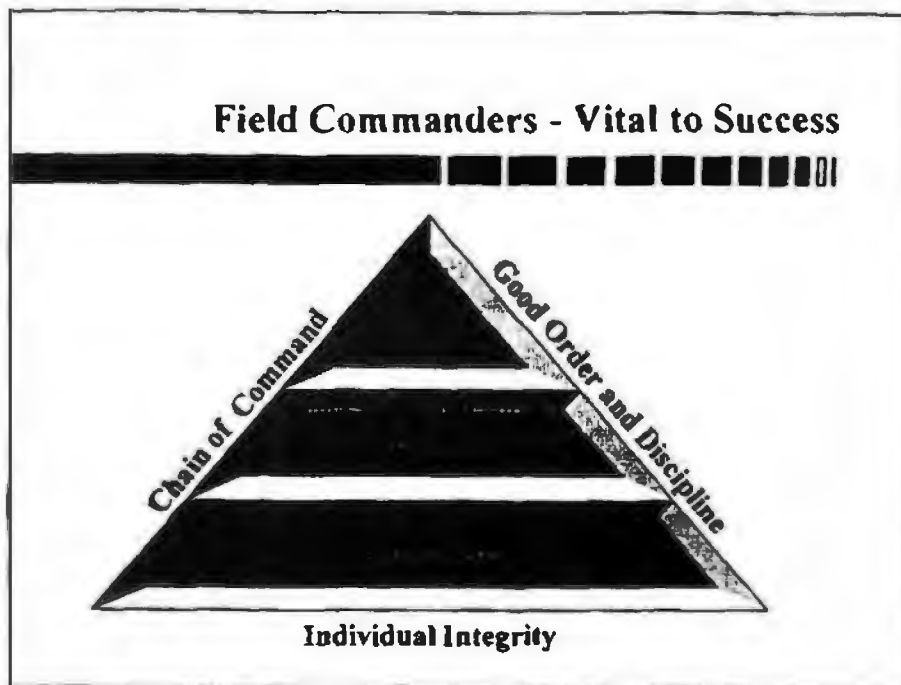 Field Commanders - Vital to Success
Chain of Command
Good Order and Discipline
Individual Integrity